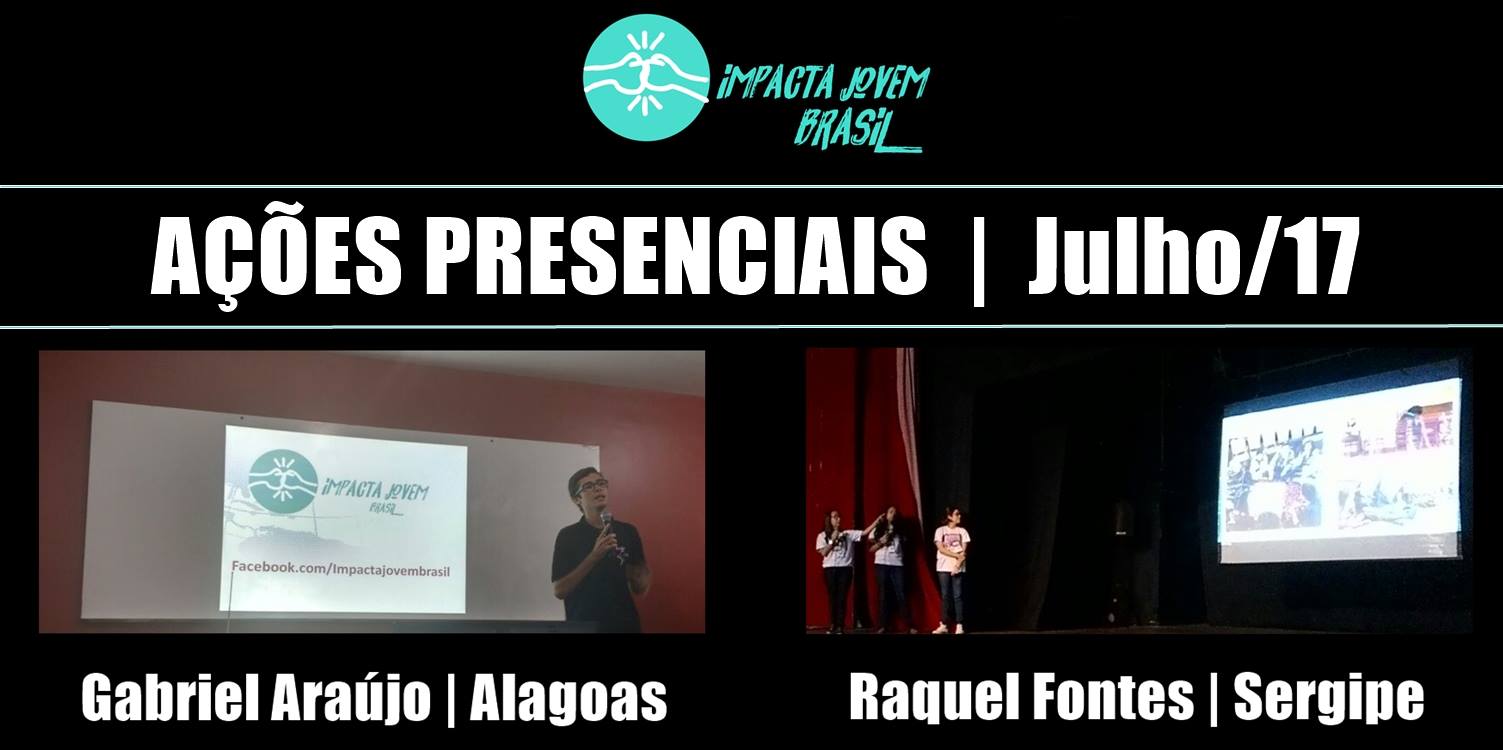 iMPACTA JOVEM
BRASiL
AÇÕES PRESENCIAIS | Julho/17
iMPACTA JOVEM
BRASiL
Facebook.com/Impactajovembrasil
Gabriel Araújo | Alagoas
Raquel Fontes | Sergipe